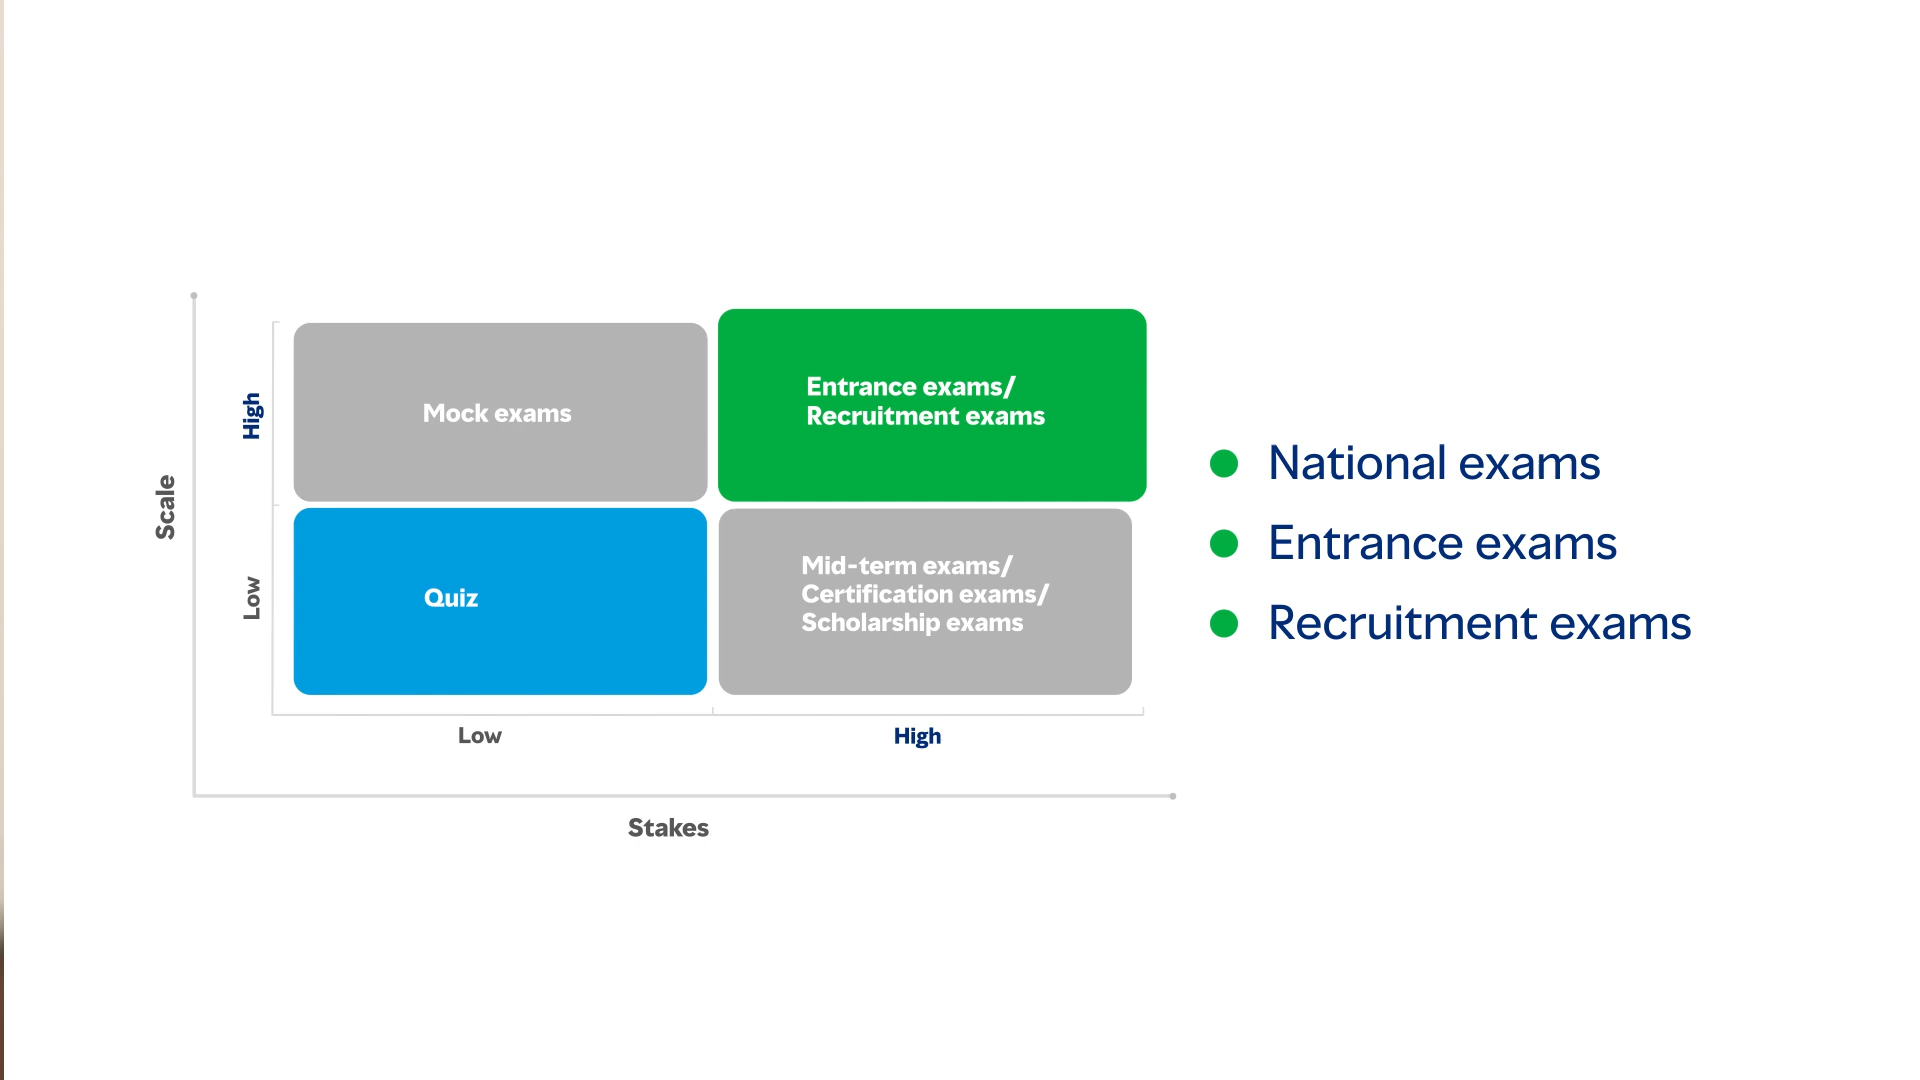 Scale
High
Low
Mock exams
Entrance exams/
Recruitment exams
Quiz
Mid-term exams/
Certification exams/
Scholarship exams
Low
High
Stakes
National exams
Entrance exams
Recruitment exams